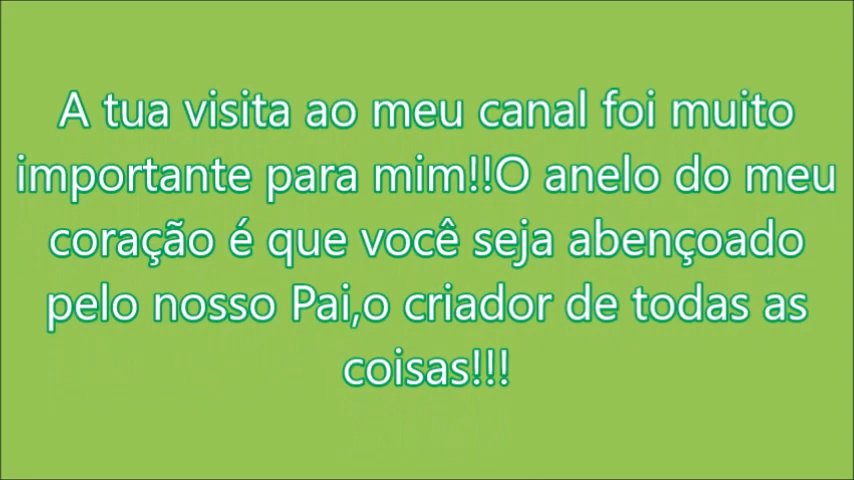 A tua visita ao meu canal foi muito
importante para mim!!O anelo do meu
coração é que você seja abençoado
pelo nosso Pai,o criador de todas as
coisas!!!